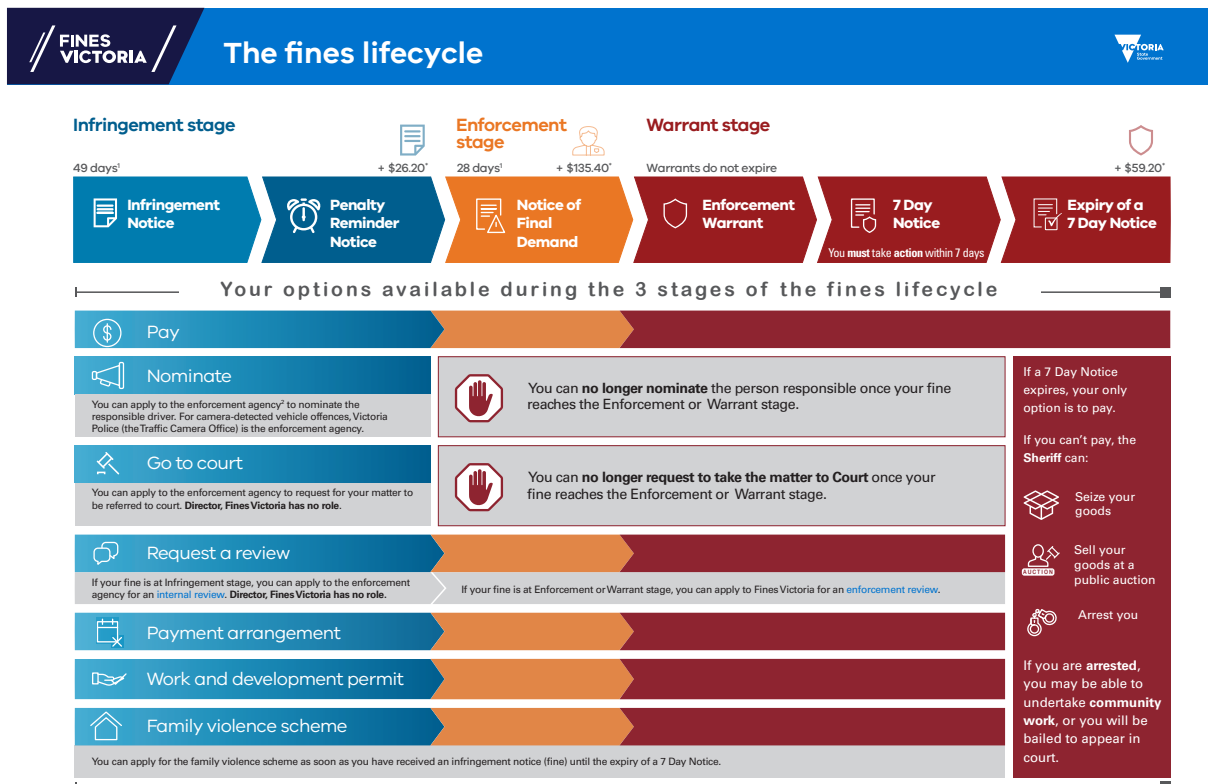 FINES
VICTORIA
The fines lifecycle
VICTORIA
State
Government
Infringement stage
49 days¹
+ $26.20*
Enforcement
stage
28 days¹
+ $135.40*
Warrant stage
Warrants do not expire
+ $59.20*
Infringement
Notice
Penalty
Reminder
Notice
Notice of
Final
Demand
Enforcement
Warrant
7 Day
Notice
You must take action within 7 days
Expiry of a
7 Day Notice
Your options available during the 3 stages of the fines lifecycle
Pay
Nominate
You can apply to the enforcement agency² to nominate the
responsible driver. For camera-detected vehicle offences, Victoria
Police (the Traffic Camera Office) is the enforcement agency.
You can no longer nominate the person responsible once your fine
reaches the Enforcement or Warrant stage.
Go to court
You can apply to the enforcement agency to request for your matter to
be referred to court. Director, Fines Victoria has no role.
You can no longer request to take the matter to Court once your
fine reaches the Enforcement or Warrant stage.
Request a review
If your fine is at Infringement stage, you can apply to the enforcement
agency for an internal review. Director, Fines Victoria has no role.
If your fine is at Enforcement or Warrant stage, you can apply to Fines Victoria for an enforcement review.
Payment arrangement
Work and development permit
Family violence scheme
You can apply for the family violence scheme as soon as you have received an infringement notice (fine) until the expiry of a 7 Day Notice.
If a 7 Day Notice
expires, your only
option is to pay.
If you can't pay, the
Sheriff can:
Seize your
goods
AUCTION
Sell your
goods at a
public auction
Arrest you
If you are arrested,
you may be able to
undertake community
work, or you will be
bailed to appear in
court.